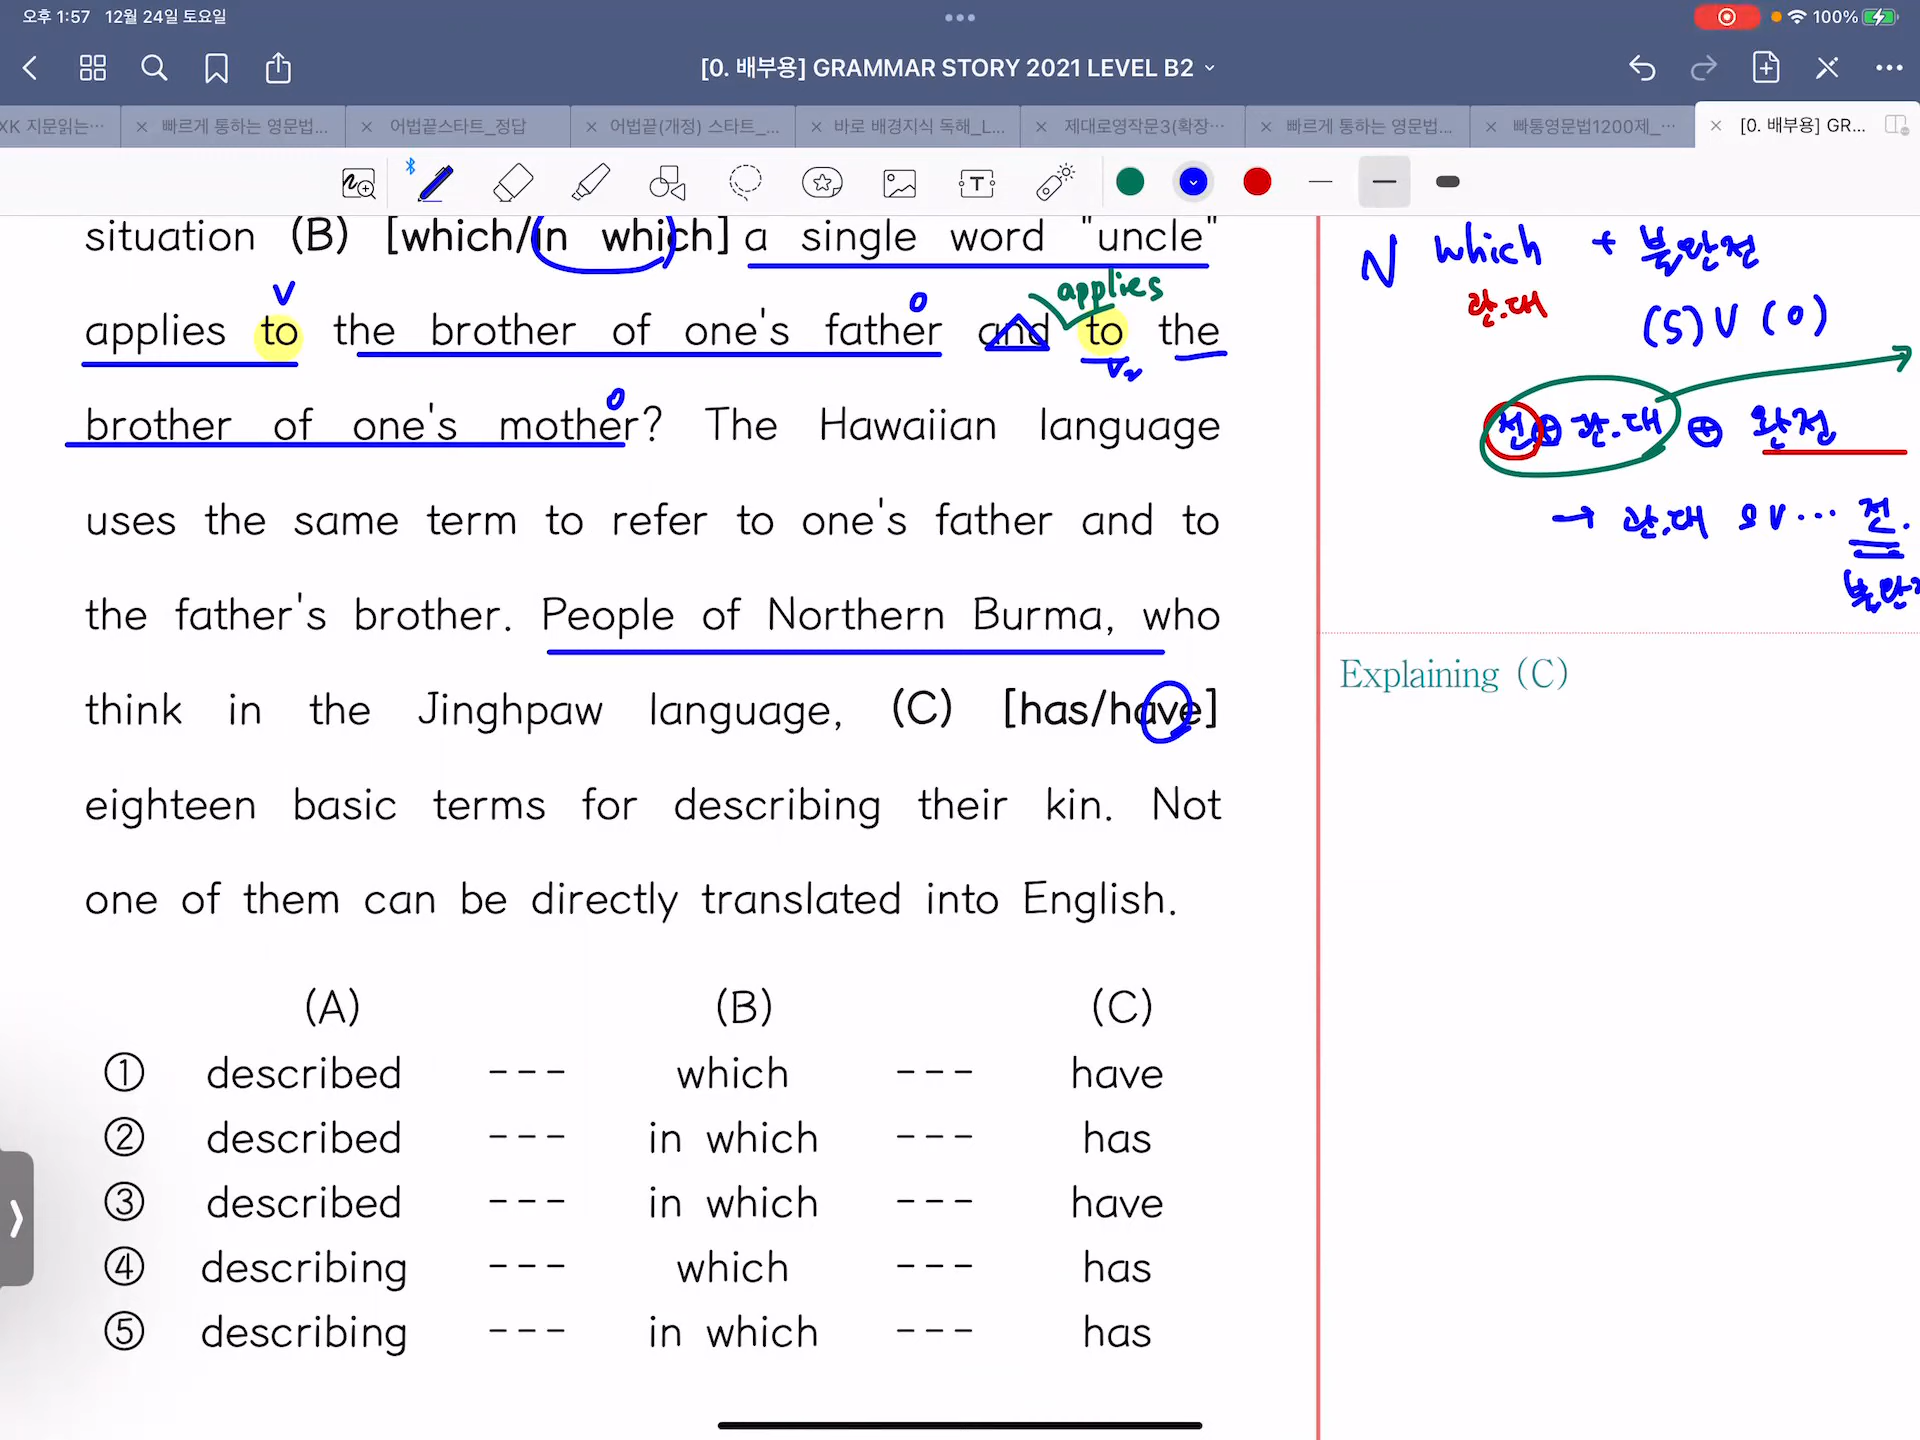 오후 1:57 12월 24일 토요일
100%
[0. 배부용] GRAMMAR STORY 2021 LEVEL B2
XK 지문읽는…
빠르게 통하는 영문법...
어법끝스타트_정답
어법끝(개정) 스타트_...
바로 배경지식 독해_L...
제대로영작문3(확장…
빠르게 통하는 영문법...
빠통영문법1200제_…
[0. 배부용] GR...
situation (B) [which/in which] a single word "uncle"
V
O
applies
applies to the brother of one's father and to the
V2
O
brother of one's mother? The Hawaiian language
uses the same term to refer to one's father and to
the father's brother. People of Northern Burma, who
think in the Jinghpaw language, (C) [has/have]
eighteen basic terms for describing their kin. Not
one of them can be directly translated into English.
(A) (B) (C)
① described --- which --- have
② described --- in which --- has
③ described --- in which --- have
④ describing --- which --- has
⑤ describing --- in which --- has
N which + 불완전
관.대
(S) V (O)
전 + 관.대 + 완전
→ 관.대 S V … 전.
Explaining (C)